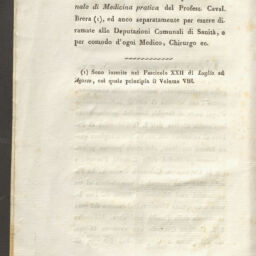 nale di Medicina pratica del Profess. Caval.
Brera (1), ed anco separatamente per essere di-
ramate alle Deputazioni Comunali di Sanità, e
per comodo d'ogni Medico, Chirurgo ec.
(1) Sono inserite nel Fascicolo XXII di Luglio ed
Agosto, col quale principia il Volume VIII.